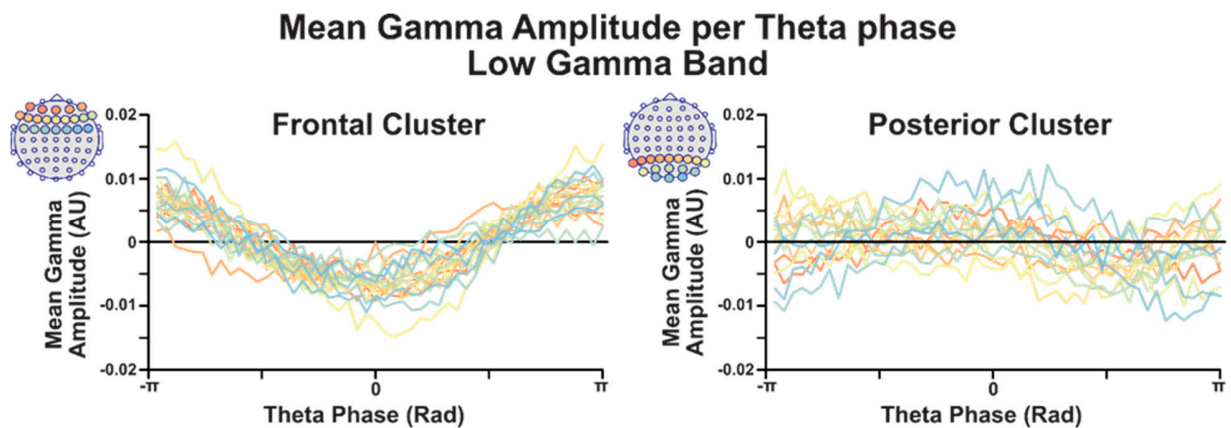 Mean Gamma Amplitude per Theta phase
Low Gamma Band
Frontal Cluster
Mean Gamma
Amplitude (AU)
0.02
0.01
0
-0.01
-0.02
-π
0
π
Theta Phase (Rad)
Posterior Cluster
Mean Gamma
Amplitude (AU)
0.02
0.01
0
-0.01
-0.02
-π
0
π
Theta Phase (Rad)